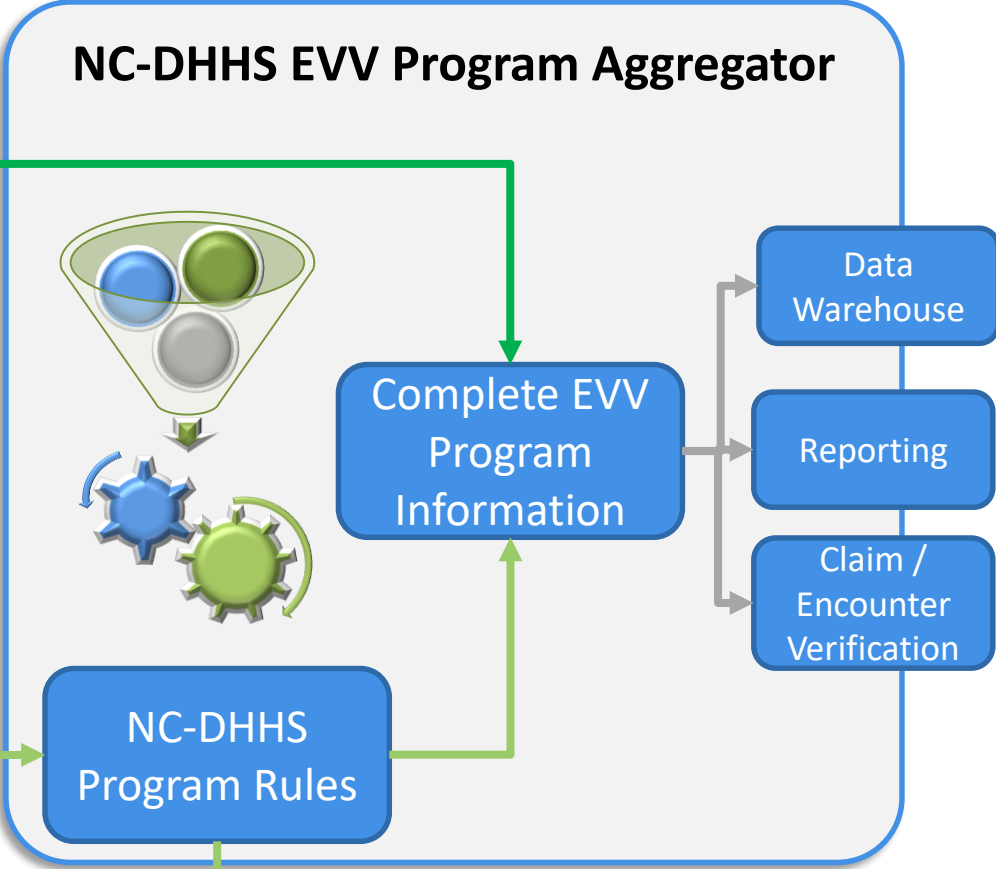 NC-DHHS EVV Program Aggregator
Data
Warehouse
Complete EVV
Program
Information
Reporting
Claim /
Encounter
Verification
NC-DHHS
Program Rules